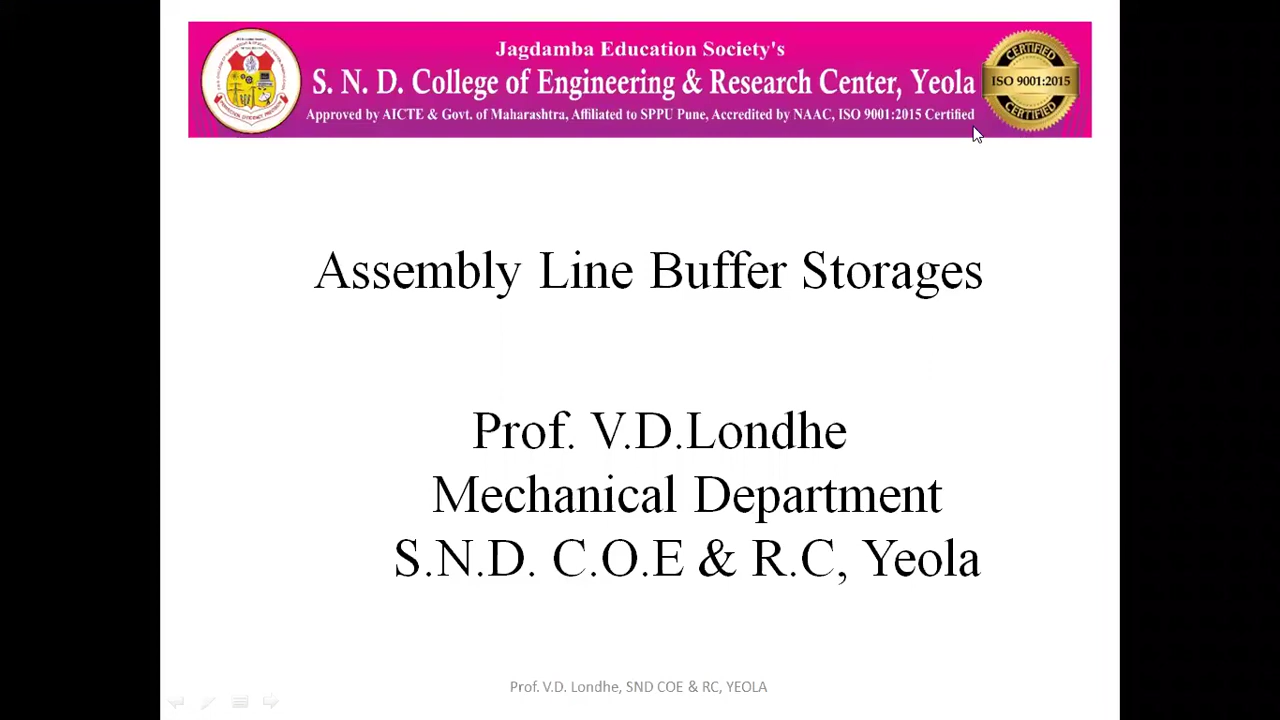 Jagdamba Education Society's
S. N. D. College of Engineering & Research Center, Yeola
Approved by AICTE & Govt. of Maharashtra, Affiliated to SPPU Pune, Accredited by NAAC, ISO 9001:2015 Certified
CERTIFIED
ISO 9001:2015
CERTIFIED
Assembly Line Buffer Storages
Prof. V.D.Londhe
Mechanical Department
S.N.D. C.O.E & R.C, Yeola
Prof. V.D. Londhe, SND COE & RC, YEOLA